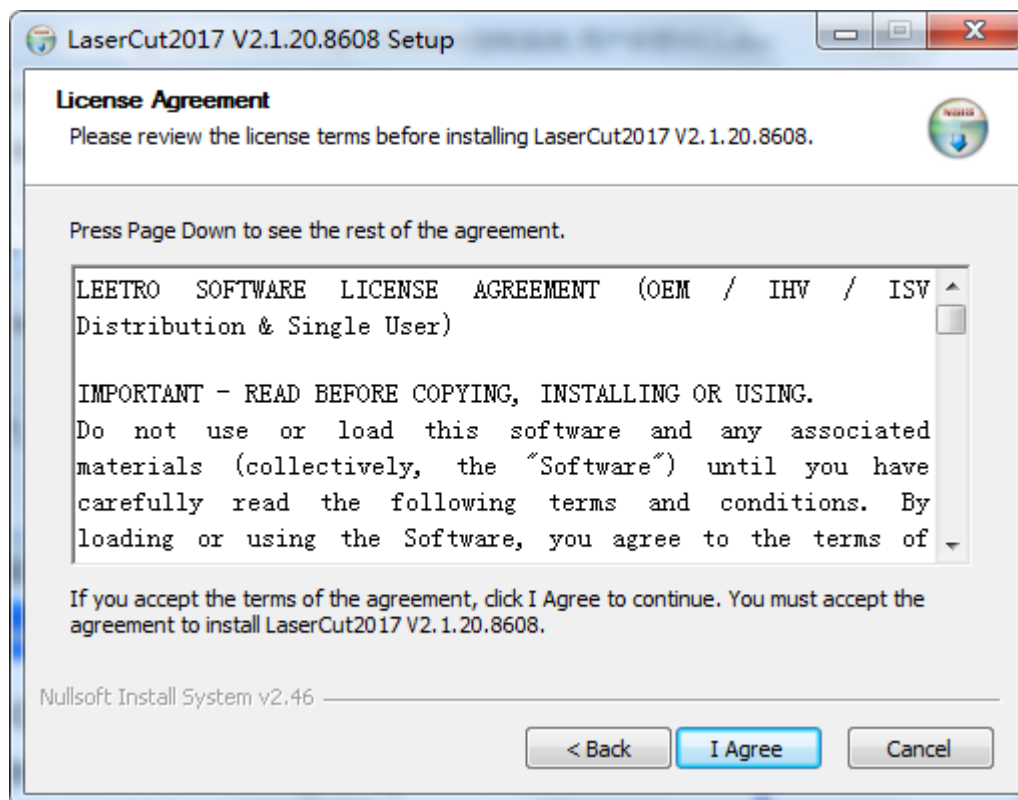 LaserCut2017 V2.1.20.8608 Setup
License Agreement
Please review the license terms before installing LaserCut2017 V2.1.20.8608.
Press Page Down to see the rest of the agreement.
LEETRO SOFTWARE LICENSE AGREEMENT (OEM / IHV / ISV
Distribution & Single User)
IMPORTANT - READ BEFORE COPYING, INSTALLING OR USING.
Do not use or load this software and any associated
materials (collectively, the "Software") until you have
carefully read the following terms and conditions. By
loading or using the Software, you agree to the terms of
If you accept the terms of the agreement, click I Agree to continue. You must accept the
agreement to install LaserCut2017 V2.1.20.8608.
Nullsoft Install System v2.46
< Back
I Agree
Cancel